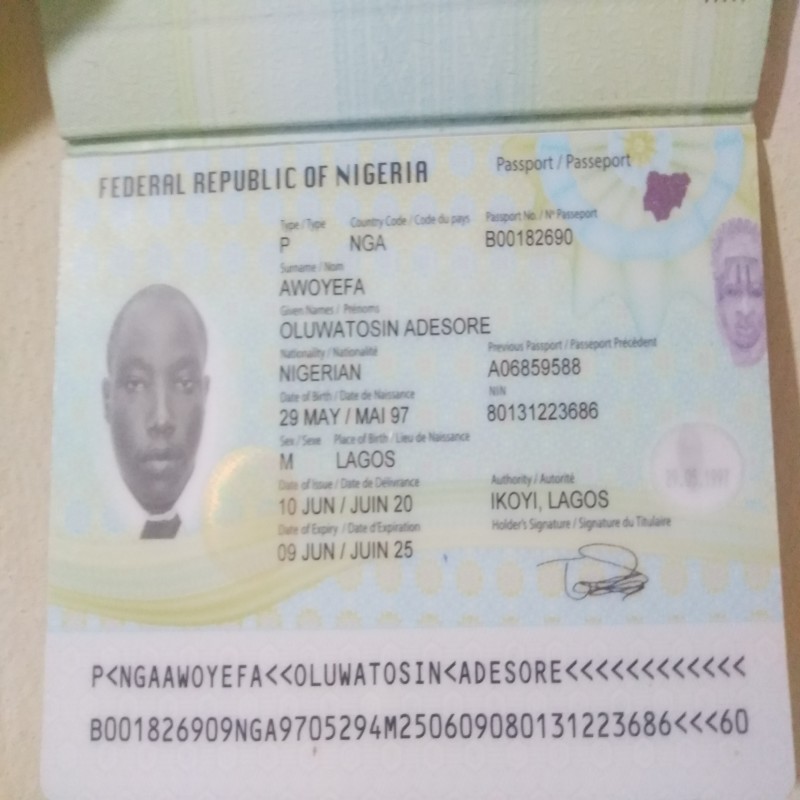 FEDERAL REPUBLIC OF NIGERIA
Passport / Passeport
Type / Type Country Code / Code du pays Passport No. / Nº Passeport
P NGA B00182690
Surname / Nom
AWOYEFA
Given Names / Prénoms
OLUWATOSIN ADESORE
Nationality / Nationalité Previous Passport / Passeport Précédent
NIGERIAN A06859588
Date of Birth / Date de Naissance NIN
29 MAY / MAI 97 80131223686
Sex / Sexe Place of Birth / Lieu de Naissance
M LAGOS
Date of Issue / Date de Délivrance Authority / Autorité
10 JUN / JUIN 20 IKOYI, LAGOS
Date of Expiry / Date d'Expiration Holder's Signature / Signature du Titulaire
09 JUN / JUIN 25
P<NGAAWOYEFA<<OLUWATOSIN<ADESORE<<<<<<<<<<<<
B001826909NGA9705294M250609080131223686<<<60